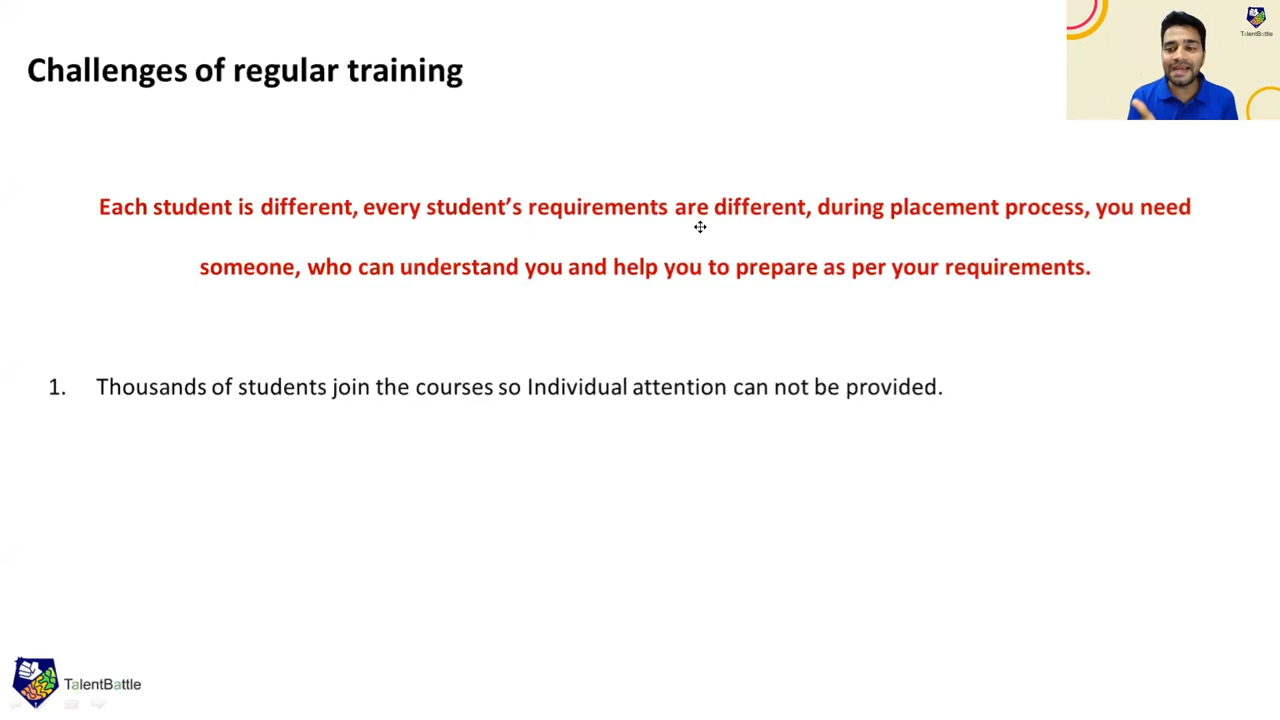 TalentBattle
Challenges of regular training
Each student is different, every student's requirements are different, during placement process, you need
someone, who can understand you and help you to prepare as per your requirements.
1. Thousands of students join the courses so Individual attention can not be provided.
TalentBattle